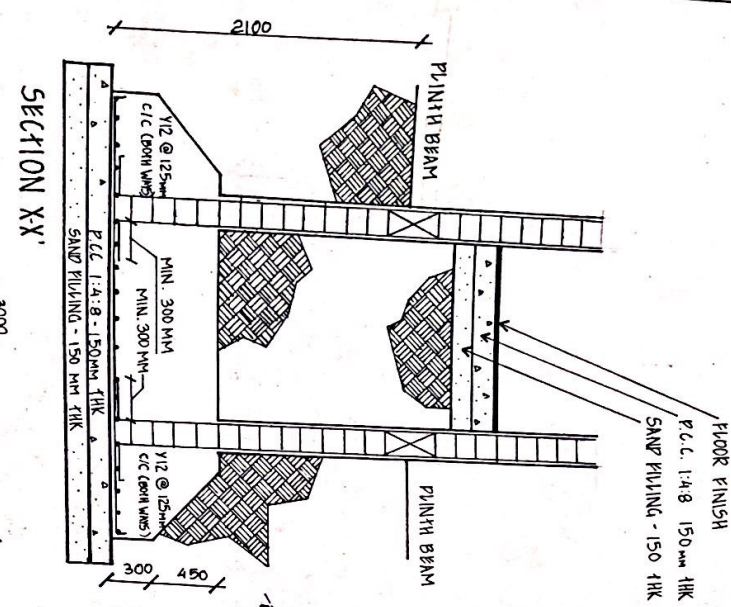 FLOOR FINISH
P.C.C. 1:4:8 150mm THK
SAND FILLING - 150 THK
PLINTH BEAM
PLINTH BEAM
2100
Y12 @ 125mm
C/C (BOTH WAYS)
MIN 300 MM
MIN. 300 MM
Y12 @ 125mm
C/C (BOTH WAYS)
450
300
P.C.C 1:4:8 - 150MM THK
SAND FILLING - 150 MM THK
SECTION X-X'
3000